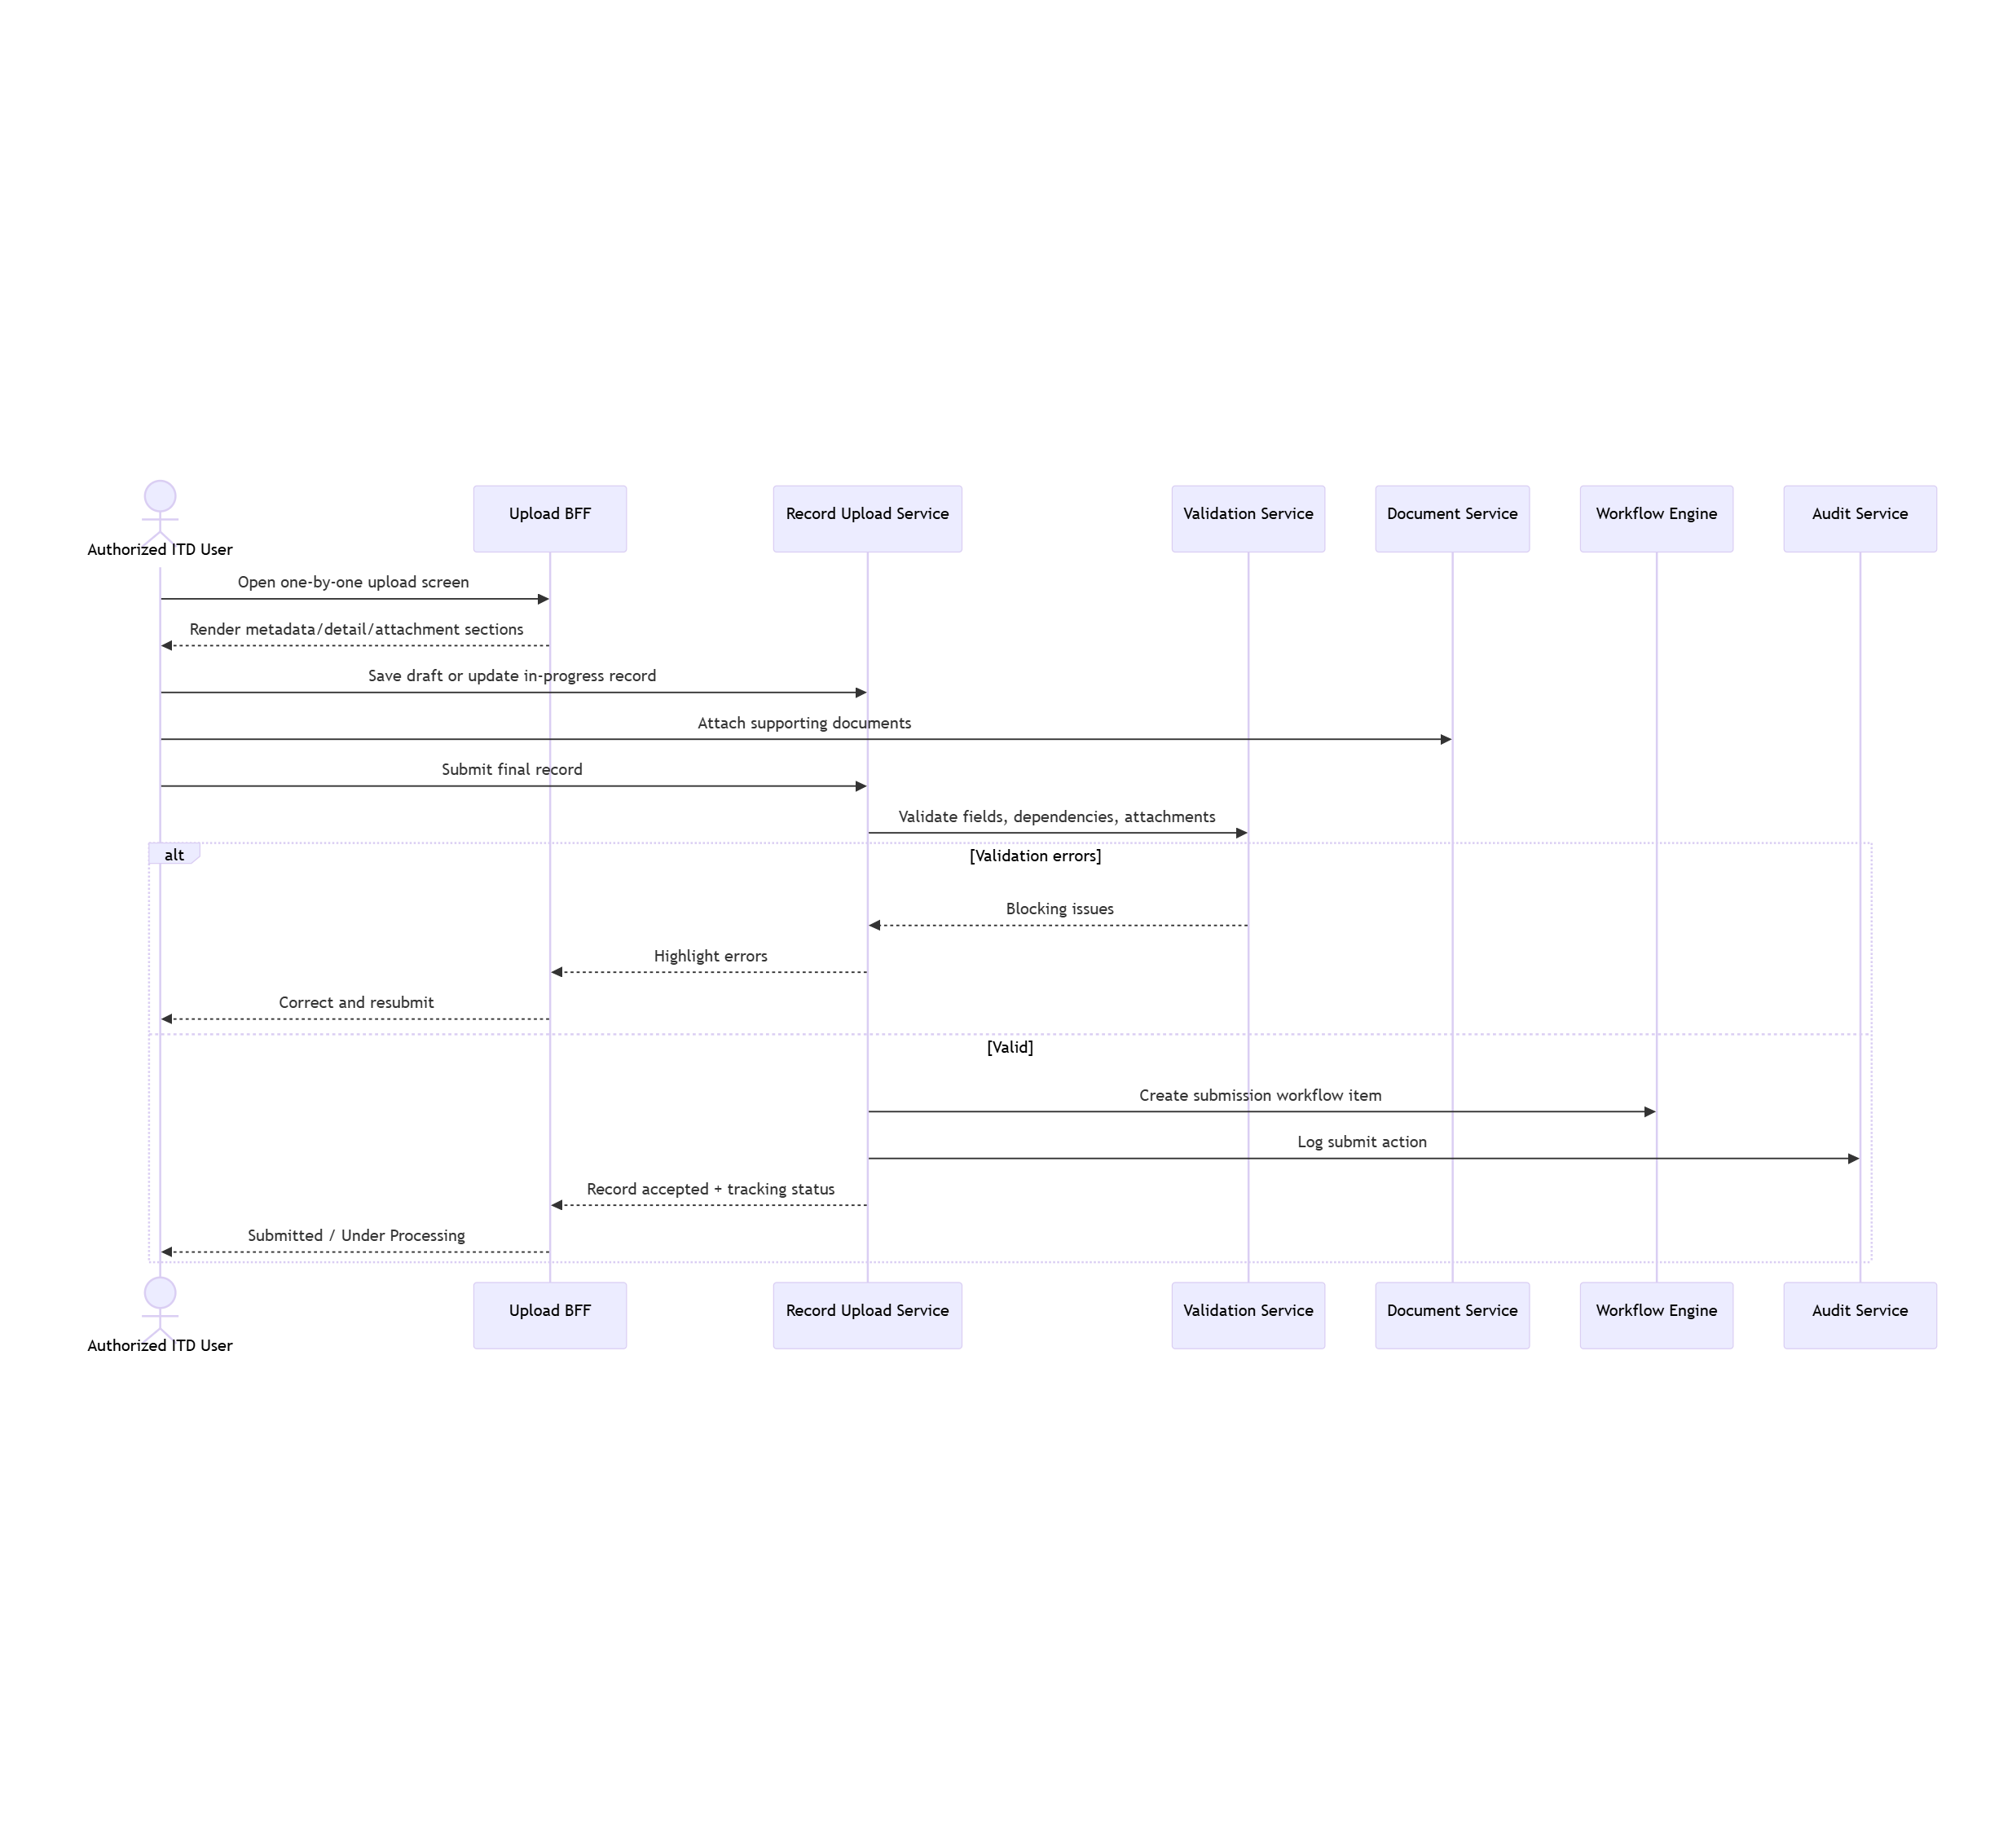 Authorized ITD User
Upload BFF
Record Upload Service
Validation Service
Document Service
Workflow Engine
Audit Service
Open one-by-one upload screen
Render metadata/detail/attachment sections
Save draft or update in-progress record
Attach supporting documents
Submit final record
Validate fields, dependencies, attachments
alt
[Validation errors]
Blocking issues
Highlight errors
Correct and resubmit
[Valid]
Create submission workflow item
Log submit action
Record accepted + tracking status
Submitted / Under Processing
Authorized ITD User
Upload BFF
Record Upload Service
Validation Service
Document Service
Workflow Engine
Audit Service